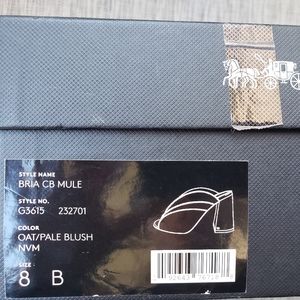 STYLE NAME
BRIA CB MULE
STYLE NO.
G3615 232701
COLOR
OAT/PALE BLUSH
NVM
SIZE
8 B